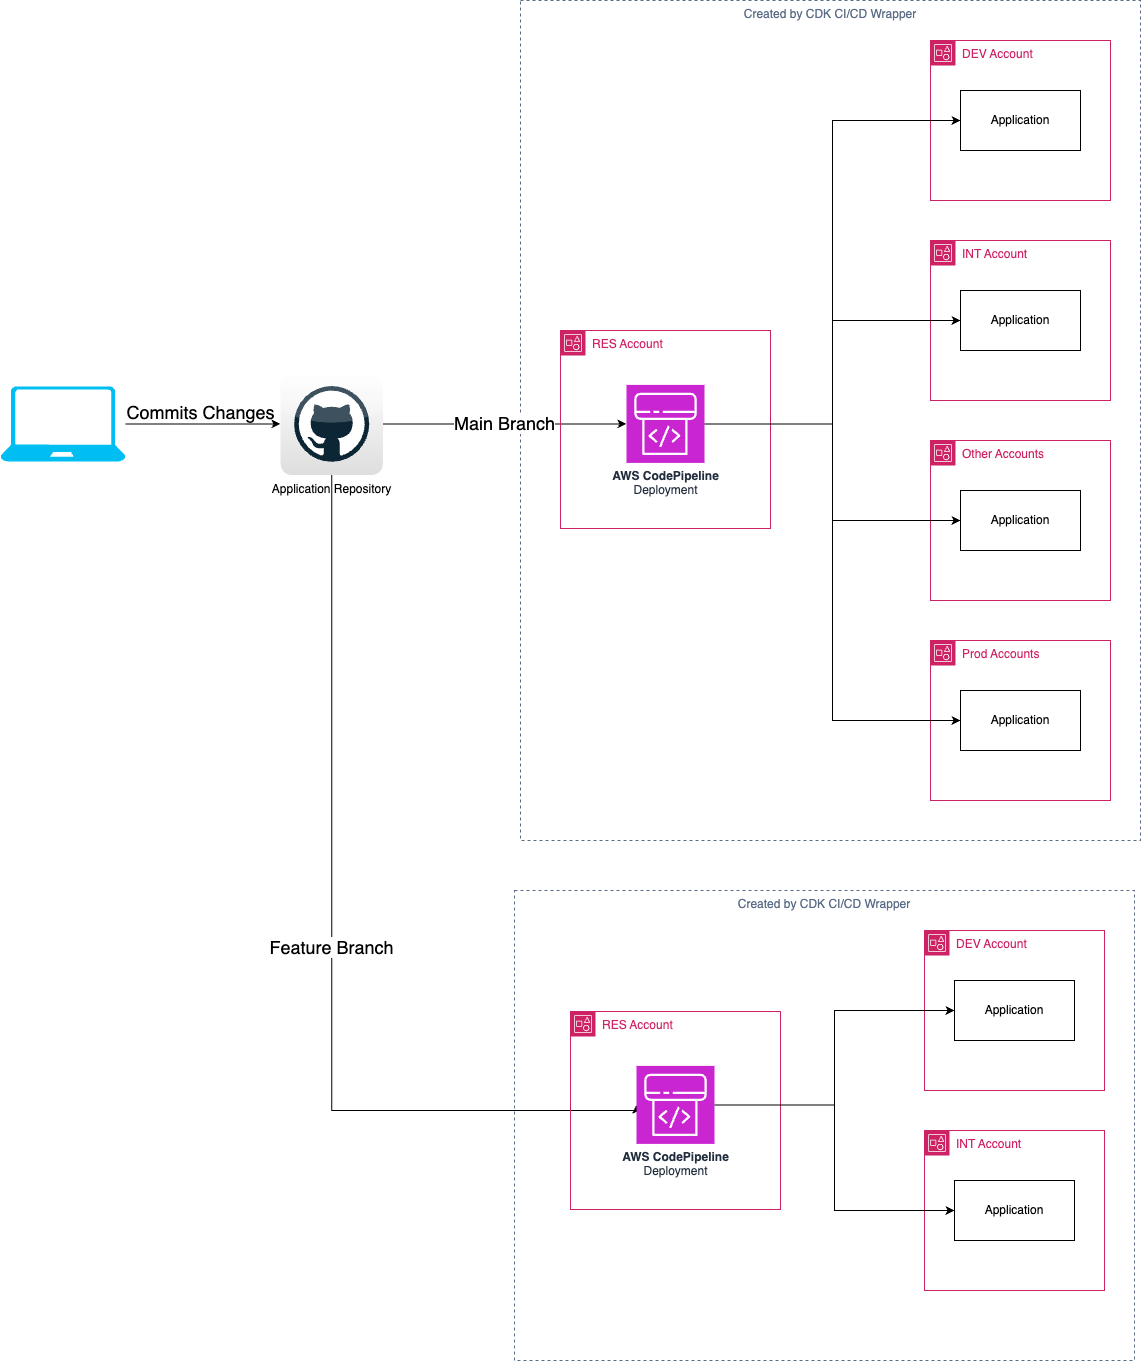 Created by CDK CI/CD Wrapper
DEV Account
Application
INT Account
Application
RES Account
Commits Changes
Main Branch
AWS CodePipeline
Deployment
Application Repository
Other Accounts
Application
Prod Accounts
Application
Created by CDK CI/CD Wrapper
Feature Branch
DEV Account
Application
RES Account
AWS CodePipeline
Deployment
INT Account
Application